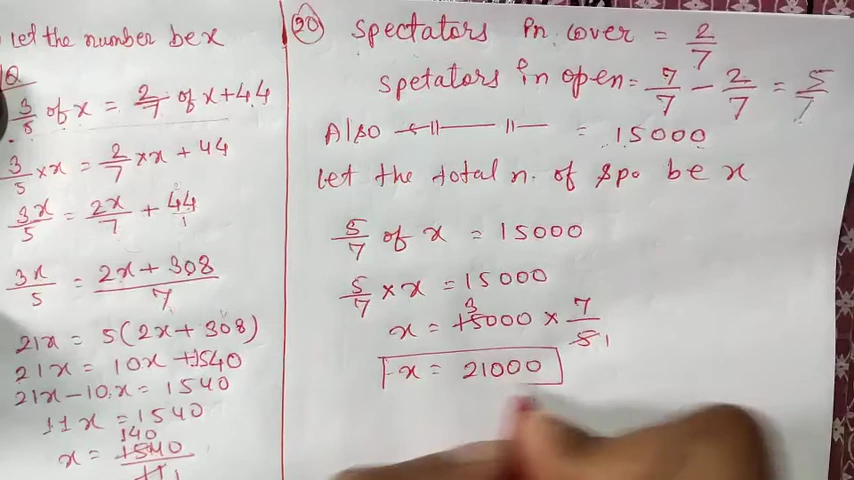 Let the number be x
Q
3/5 of x = 2/7 of x + 44
3/5 × x = 2/7 × x + 44
3x/5 = 2x/7 + 44/1
3x/5 = 2x + 308/7
21x = 5(2x + 308)
21x = 10x + 1540
21x - 10x = 1540
11x = 1540
140
x = 1540/11 1
20 Spectators in cover = 2/7
Spetators in open = 7/7 - 2/7 = 5/7
Also —"— "— = 15000
Let the total n. of spo be x
5/7 of x = 15000
5/7 × x = 15000
3
x = 15000 × 7/5 1
x = 21000